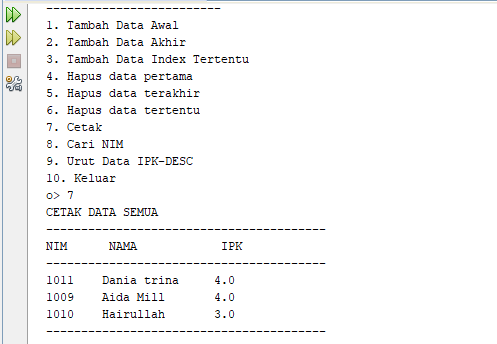 -------------------------
1. Tambah Data Awal
2. Tambah Data Akhir
3. Tambah Data Index Tertentu
4. Hapus data pertama
5. Hapus data terakhir
6. Hapus data tertentu
7. Cetak
8. Cari NIM
9. Urut Data IPK-DESC
10. Keluar
o> 7
CETAK DATA SEMUA
----------------------------------------
NIM      NAMA            IPK
----------------------------------------
1011    Dania trina     4.0
1009    Aida Mill       4.0
1010    Hairullah       3.0
----------------------------------------